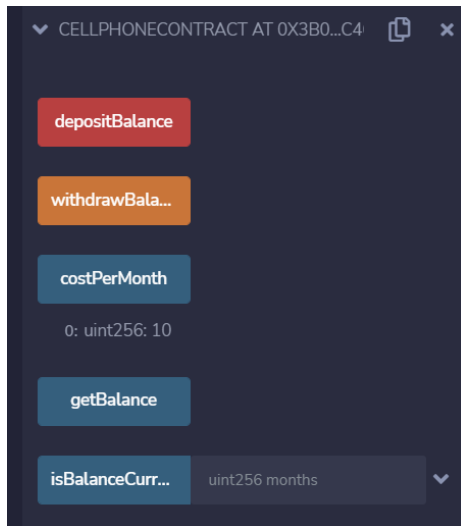 CELLPHONECONTRACT AT 0X3B0...C4
depositBalance
withdrawBala...
costPerMonth
0: uint256: 10
getBalance
isBalanceCurr... uint256 months